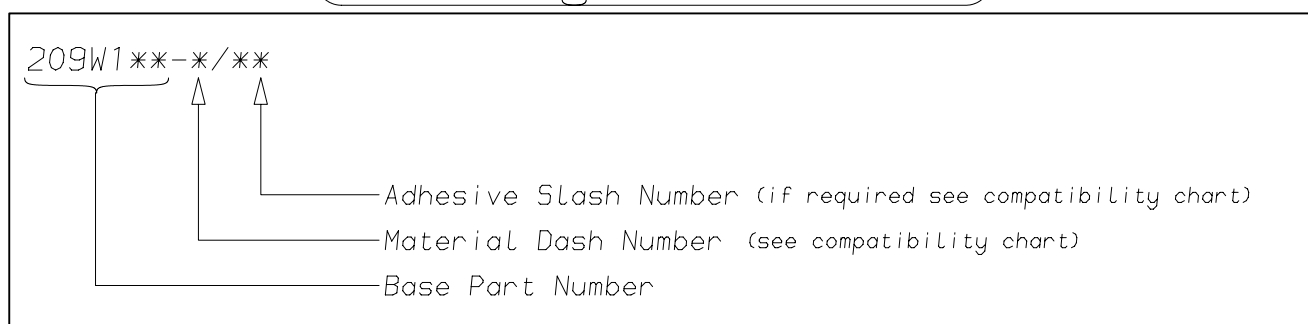 209W1**-*/**
Adhesive Slash Number (if required see compatibility chart)
Material Dash Number (see compatibility chart)
Base Part Number